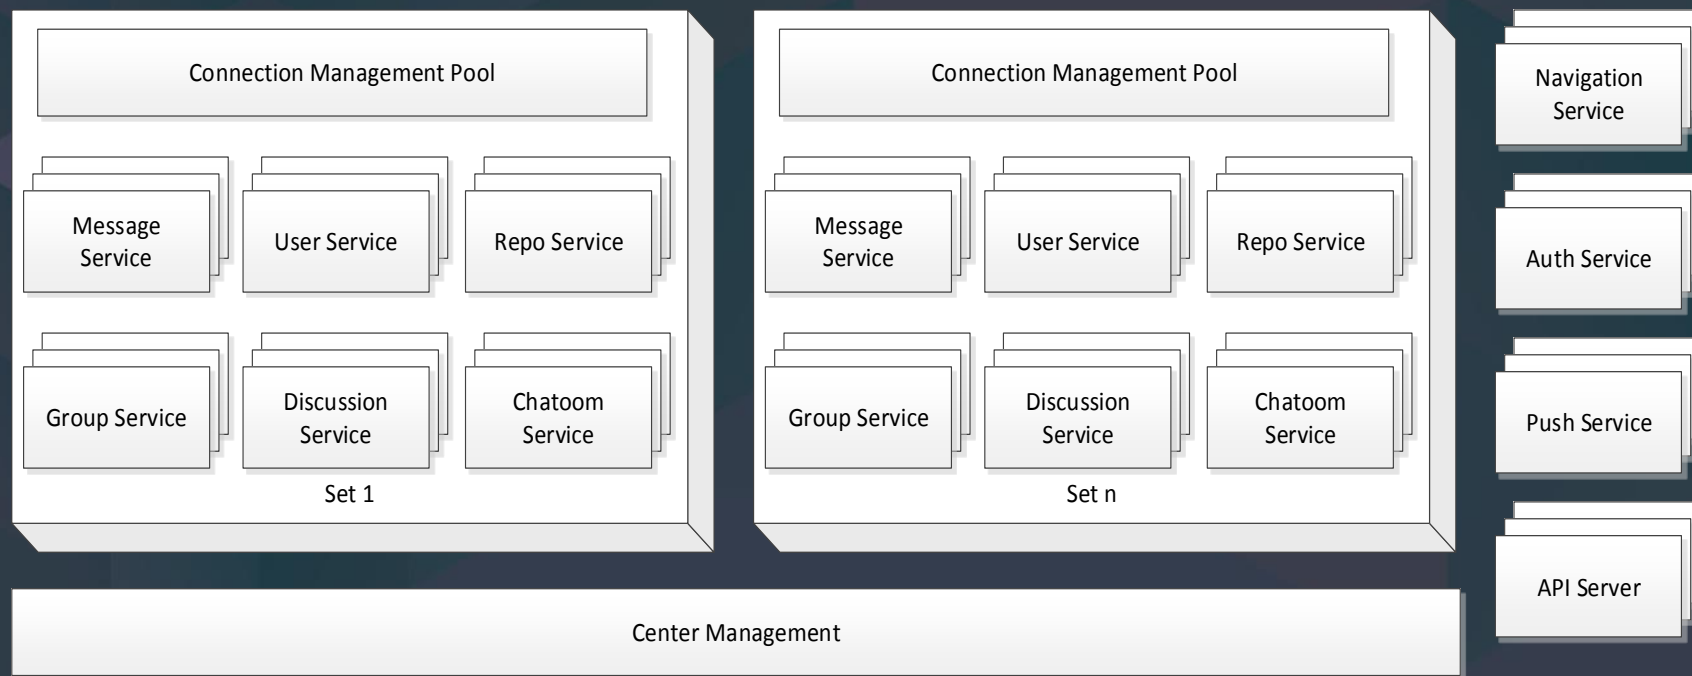 Connection Management Pool
Message
Service
User Service
Repo Service
Group Service
Discussion
Service
Chatoom
Service
Set 1
Connection Management Pool
Message
Service
User Service
Repo Service
Group Service
Discussion
Service
Chatoom
Service
Set n
Navigation
Service
Auth Service
Push Service
API Server
Center Management